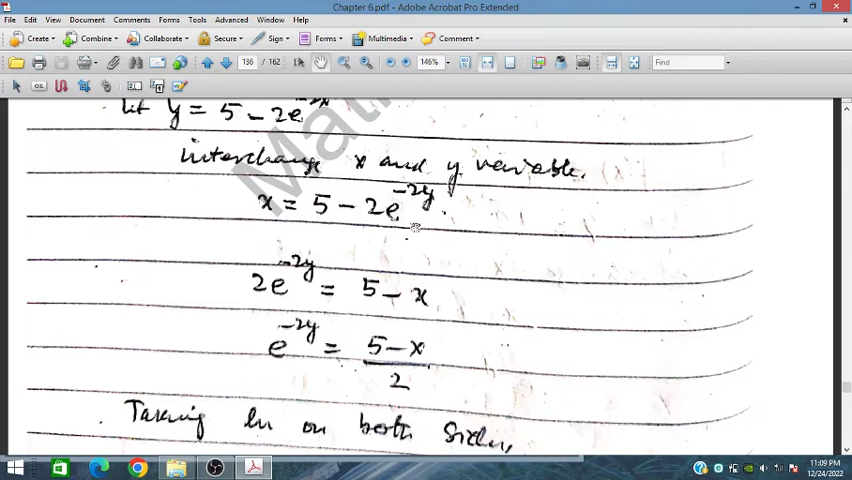 Chapter 6.pdf - Adobe Acrobat Pro Extended
File Edit View Document Comments Forms Tools Advanced Window Help
Create Combine Collaborate Secure Sign Forms Multimedia Comment
136 / 162 146% Find
let y = 5 - 2e^-2x
interchange x and y variable.
x = 5 - 2e^-2y
2e^-2y = 5 - x
e^-2y = 5-x
2
Taking ln on both sides,
11:09 PM
12/24/2022